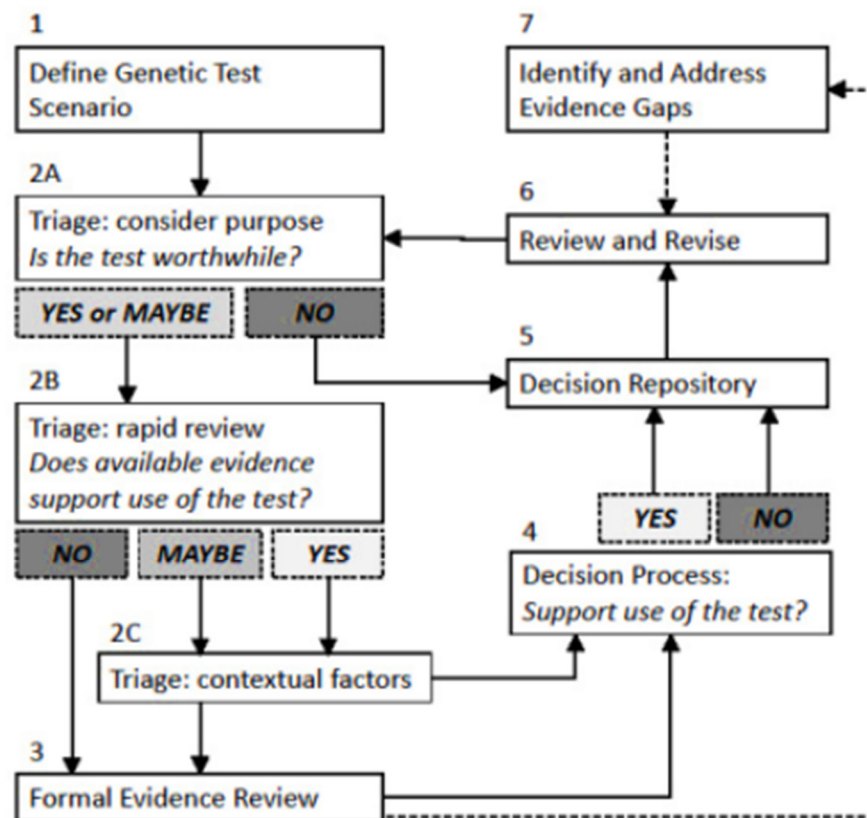 1
Define Genetic Test
Scenario
2A
Triage: consider purpose
Is the test worthwhile?
YES or MAYBE
NO
2B
Triage: rapid review
Does available evidence
support use of the test?
NO
MAYBE
YES
2C
Triage: contextual factors
3
Formal Evidence Review
7
Identify and Address
Evidence Gaps
6
Review and Revise
5
Decision Repository
YES
NO
4
Decision Process:
Support use of the test?